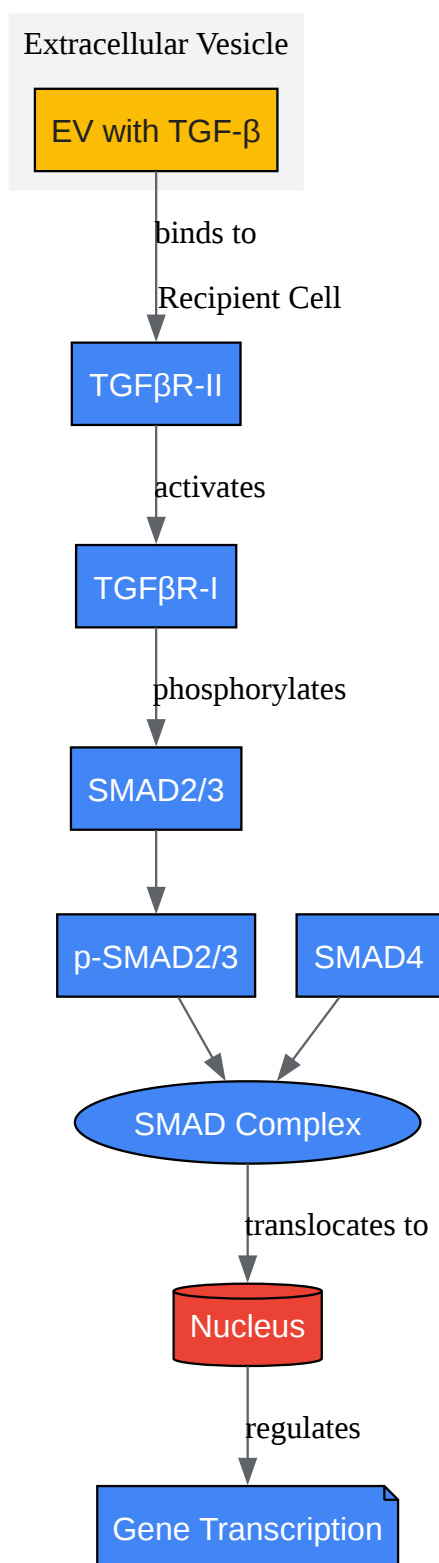 Extracellular Vesicle
EV with TGF-β
binds to
Recipient Cell
TGFβR-II
activates
TGFβR-I
phosphorylates
SMAD2/3
p-SMAD2/3
SMAD4
SMAD Complex
translocates to
Nucleus
regulates
Gene Transcription